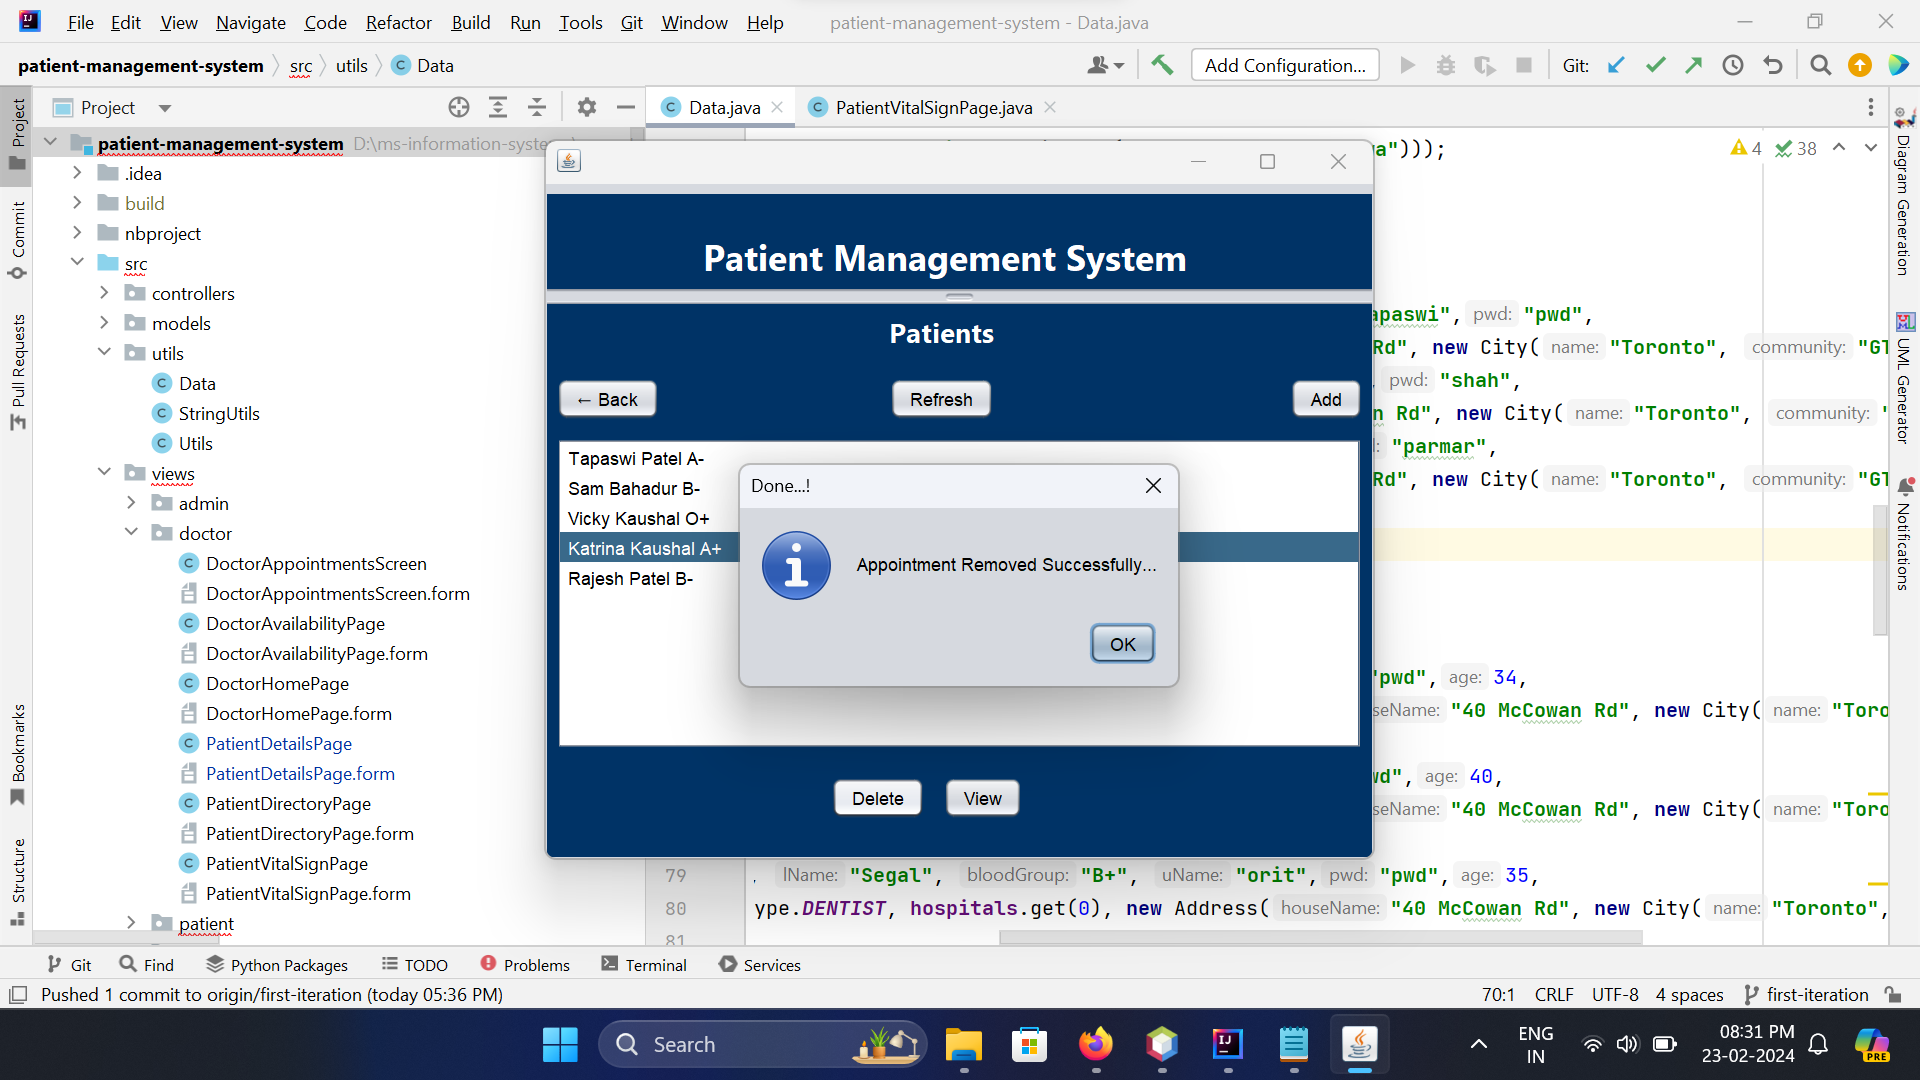 File Edit View Navigate Code Refactor Build Run Tools Git Window Help patient-management-system - Data.java
patient-management-system src utils Data Add Configuration... Git:
Project Data.java PatientVitalSignPage.java
patient-management-system D:\ms-information-syste
.idea
build
nbproject
src
controllers
models
utils
Data
StringUtils
Utils
views
admin
doctor
DoctorAppointmentsScreen
DoctorAppointmentsScreen.form
DoctorAvailabilityPage
DoctorAvailabilityPage.form
DoctorHomePage
DoctorHomePage.form
PatientDetailsPage
PatientDetailsPage.form
PatientDirectoryPage
PatientDirectoryPage.form
PatientVitalSignPage
PatientVitalSignPage.form
patient
Project
Commit
Pull Requests
Bookmarks
Structure
Patient Management System
Patients
← Back Refresh Add
Tapaswi Patel A-
Sam Bahadur B-
Vicky Kaushal O+
Katrina Kaushal A+
Rajesh Patel B-
Done...!
Appointment Removed Successfully...
OK
Delete View
a")));
4 38
apaswi", pwd: "pwd",
Rd", new City( name: "Toronto", community: "GT
, pwd: "shah",
n Rd", new City( name: "Toronto", community: "
: "parmar",
Rd", new City( name: "Toronto", community: "GT
"pwd", age: 34,
seName: "40 McCowan Rd", new City( name: "Toro
wd", age: 40,
seName: "40 McCowan Rd", new City( name: "Toro
79 , lName: "Segal", bloodGroup: "B+", uName: "orit", pwd: "pwd", age: 35,
80 ype.DENTIST, hospitals.get(0), new Address( houseName: "40 McCowan Rd", new City( name: "Toronto",
81
Diagram Generation
UML Generator
Notifications
Git Find Python Packages TODO Problems Terminal Services
Pushed 1 commit to origin/first-iteration (today 05:36 PM) 70:1 CRLF UTF-8 4 spaces first-iteration
Search
ENG
IN
08:31 PM
23-02-2024
PRE